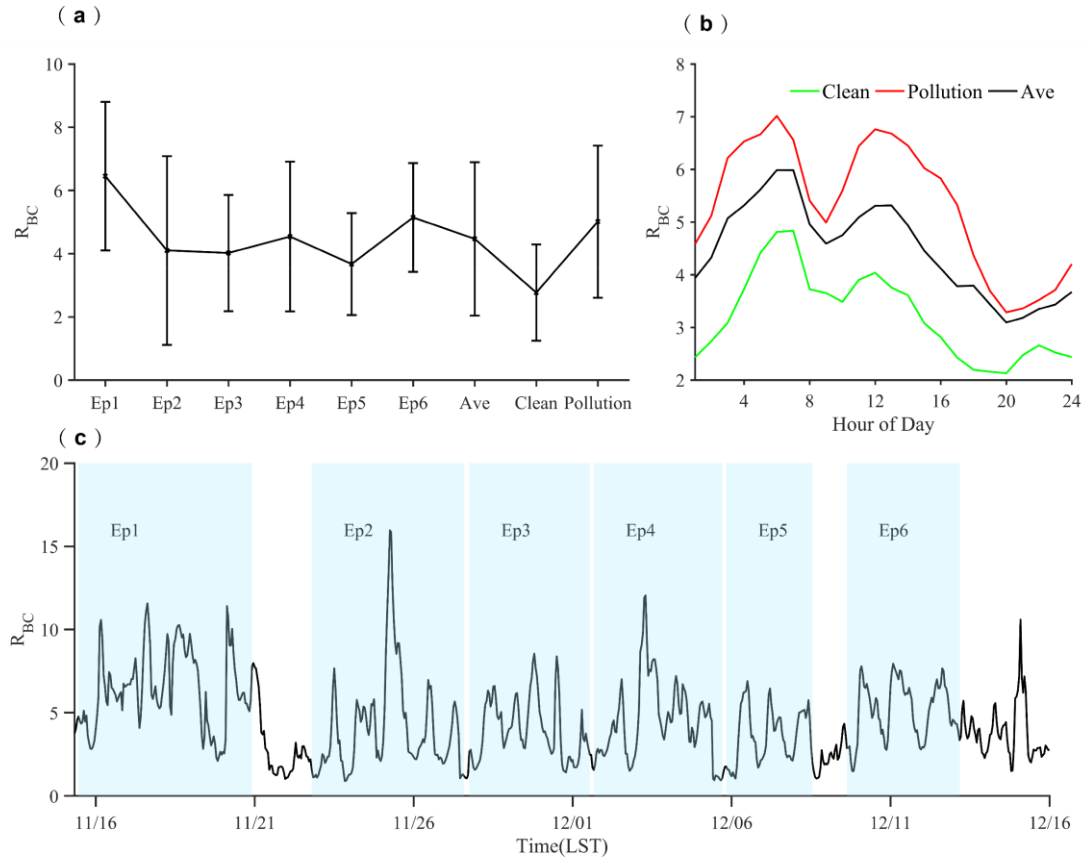 ( a )
10
8
6
4
2
0
R_BC
Ep1 Ep2 Ep3 Ep4 Ep5 Ep6 Ave Clean Pollution
( b )
8
7
6
5
4
3
2
R_BC
Clean Pollution Ave
4 8 12 16 20 24
Hour of Day
( c )
20
15
10
5
0
R_BC
Ep1 Ep2 Ep3 Ep4 Ep5 Ep6
11/16 11/21 11/26 12/01 12/06 12/11 12/16
Time(LST)